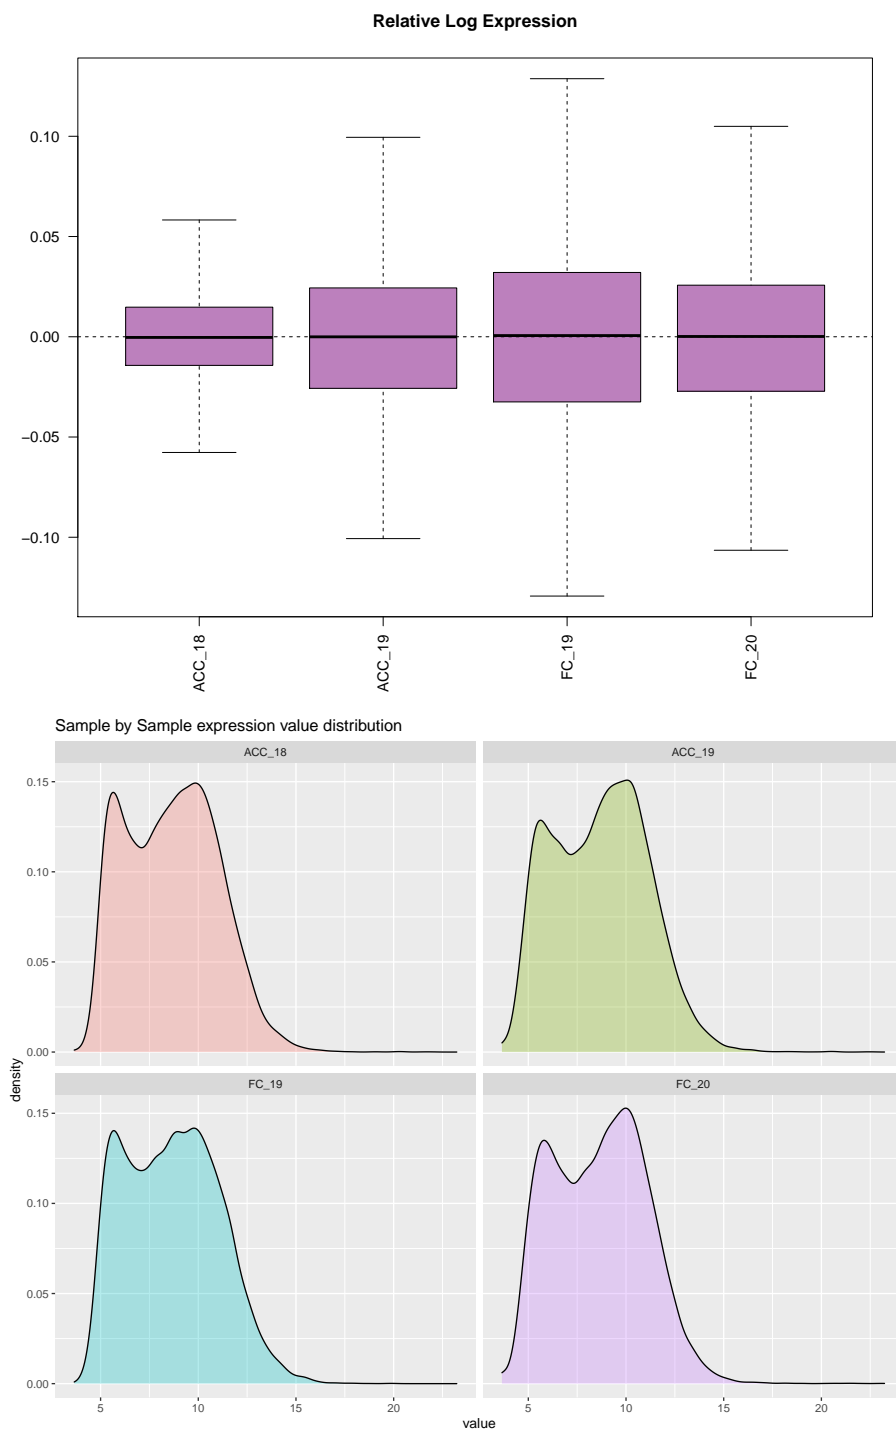 Relative Log Expression
0.10
0.05
0.00
−0.05
−0.10
ACC_18
ACC_19
FC_19
FC_20
Sample by Sample expression value distribution
ACC_18
ACC_19
0.15
0.10
0.05
0.00
density
FC_19
FC_20
0.15
0.10
0.05
0.00
5 10 15 20 5 10 15 20
value